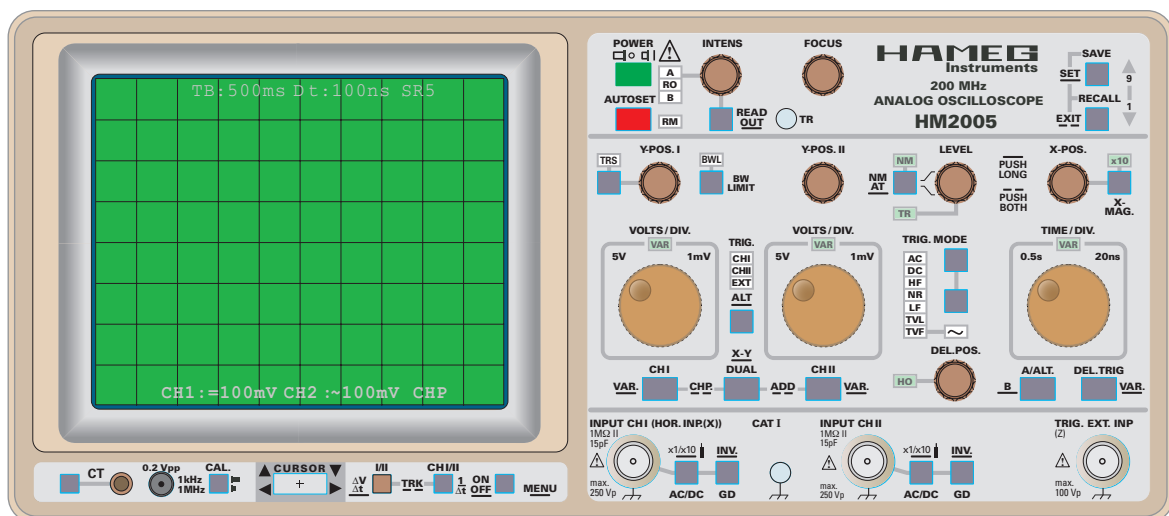 TB:500ms Dt:100ns SR5
CH1:=100mV CH2:~100mV CHP
CT
0.2 Vpp
1kHz
1MHz
CAL.
CURSOR
I/II
ΔV
Δt
TRK
CHI/II
1
Δt
ON
OFF
MENU
POWER
INTENS
FOCUS
HAMEG
Instruments
200 MHz
ANALOG OSCILLOSCOPE
HM2005
SAVE
SET
9
RECALL
1
EXIT
A
RO
B
AUTOSET
RM
READ
OUT
TR
Y-POS. I
TRS
BWL
BW
LIMIT
Y-POS. II
LEVEL
NM
NM
AT
TR
PUSH
LONG
PUSH
BOTH
X-POS.
x10
X-
MAG.
VOLTS / DIV.
VAR
5V
1mV
TRIG.
CHI
CHII
EXT
ALT
VOLTS / DIV.
VAR
5V
1mV
TRIG. MODE
AC
DC
HF
NR
LF
TVL
TVF
~
TIME / DIV.
VAR
0.5s
20ns
X-Y
CH I
DUAL
CH II
VAR.
CHP.
ADD
VAR.
DEL.POS.
HO
A/ALT.
DEL.TRIG
B
VAR.
INPUT CH I (HOR. INP.(X))
1MΩ II
15pF
max.
250 Vp
x1/x10
INV.
AC/DC
GD
CAT I
INPUT CH II
1MΩ II
15pF
max.
250 Vp
x1/x10
INV.
AC/DC
GD
TRIG. EXT. INP
(Z)
max.
100 Vp